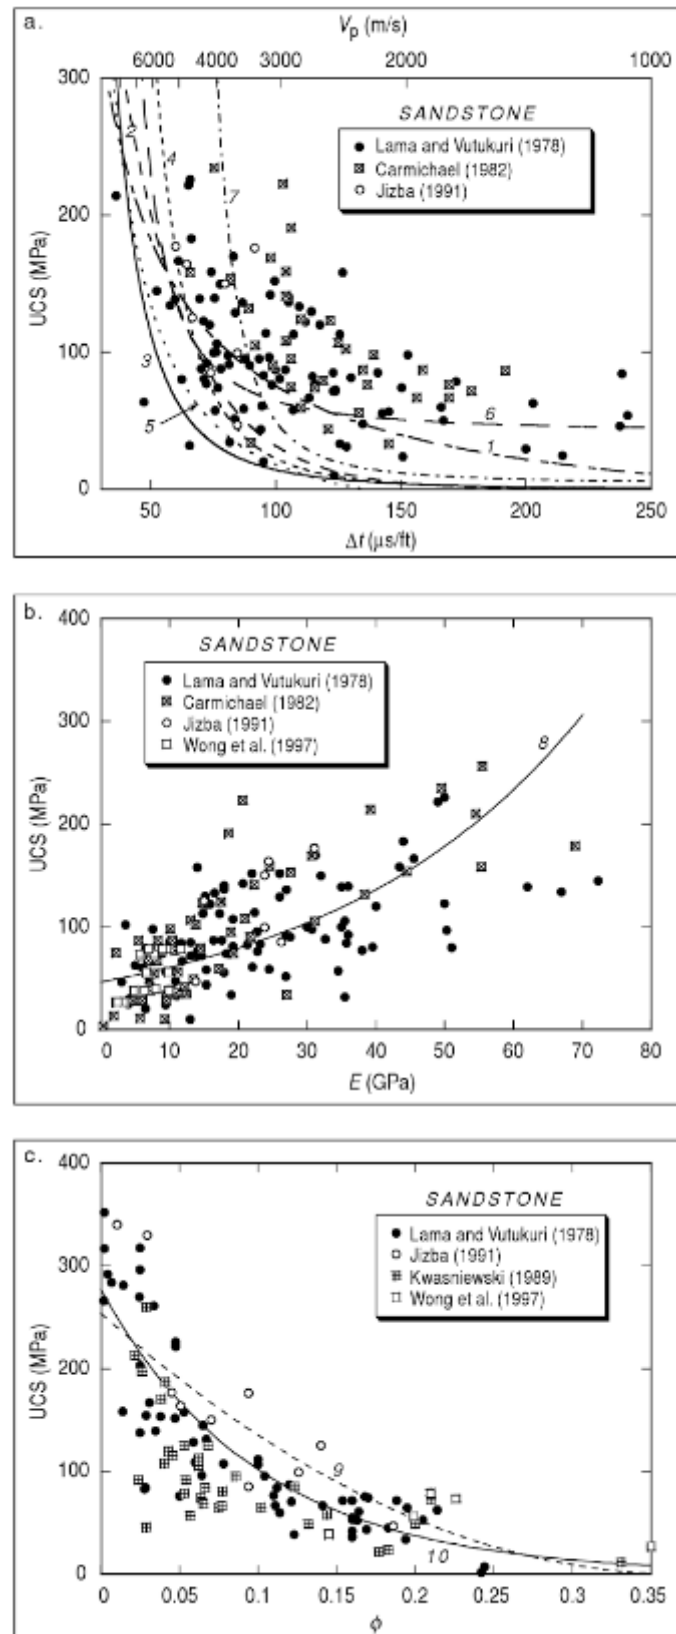 a.
V_p (m/s)
6000 4000 3000 2000 1000
300
SANDSTONE
Lama and Vutukuri (1978)
Carmichael (1982)
Jizba (1991)
2
4
7
200
UCS (MPa)
3
100
5
6
1
0
50 100 150 200 250
Δt (µs/ft)
b.
400
SANDSTONE
Lama and Vutukuri (1978)
Carmichael (1982)
Jizba (1991)
Wong et al. (1997)
8
300
UCS (MPa)
200
100
0
0 10 20 30 40 50 60 70 80
E (GPa)
c.
400
SANDSTONE
Lama and Vutukuri (1978)
Jizba (1991)
Kwasniewski (1989)
Wong et al. (1997)
300
UCS (MPa)
200
100
9
10
0
0 0.05 0.1 0.15 0.2 0.25 0.3 0.35
ϕ